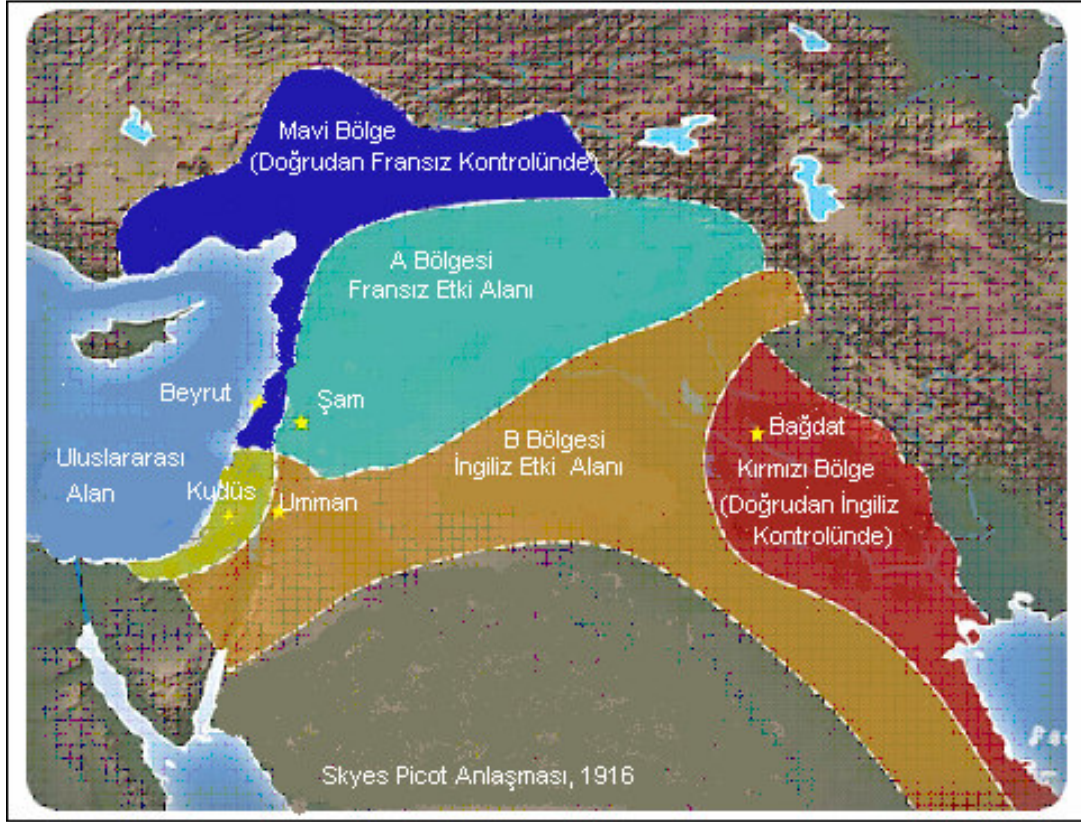 Mavi Bölge
(Doğrudan Fransız Kontrolünde)
A Bölgesi
Fransız Etki Alanı
Beyrut
Şam
B Bölgesi
İngiliz Etki Alanı
Bağdat
Kırmızı Bölge
(Doğrudan İngiliz
Kontrolünde)
Uluslararası
Alan
Kudüs
Umman
Skyes Picot Anlaşması, 1916